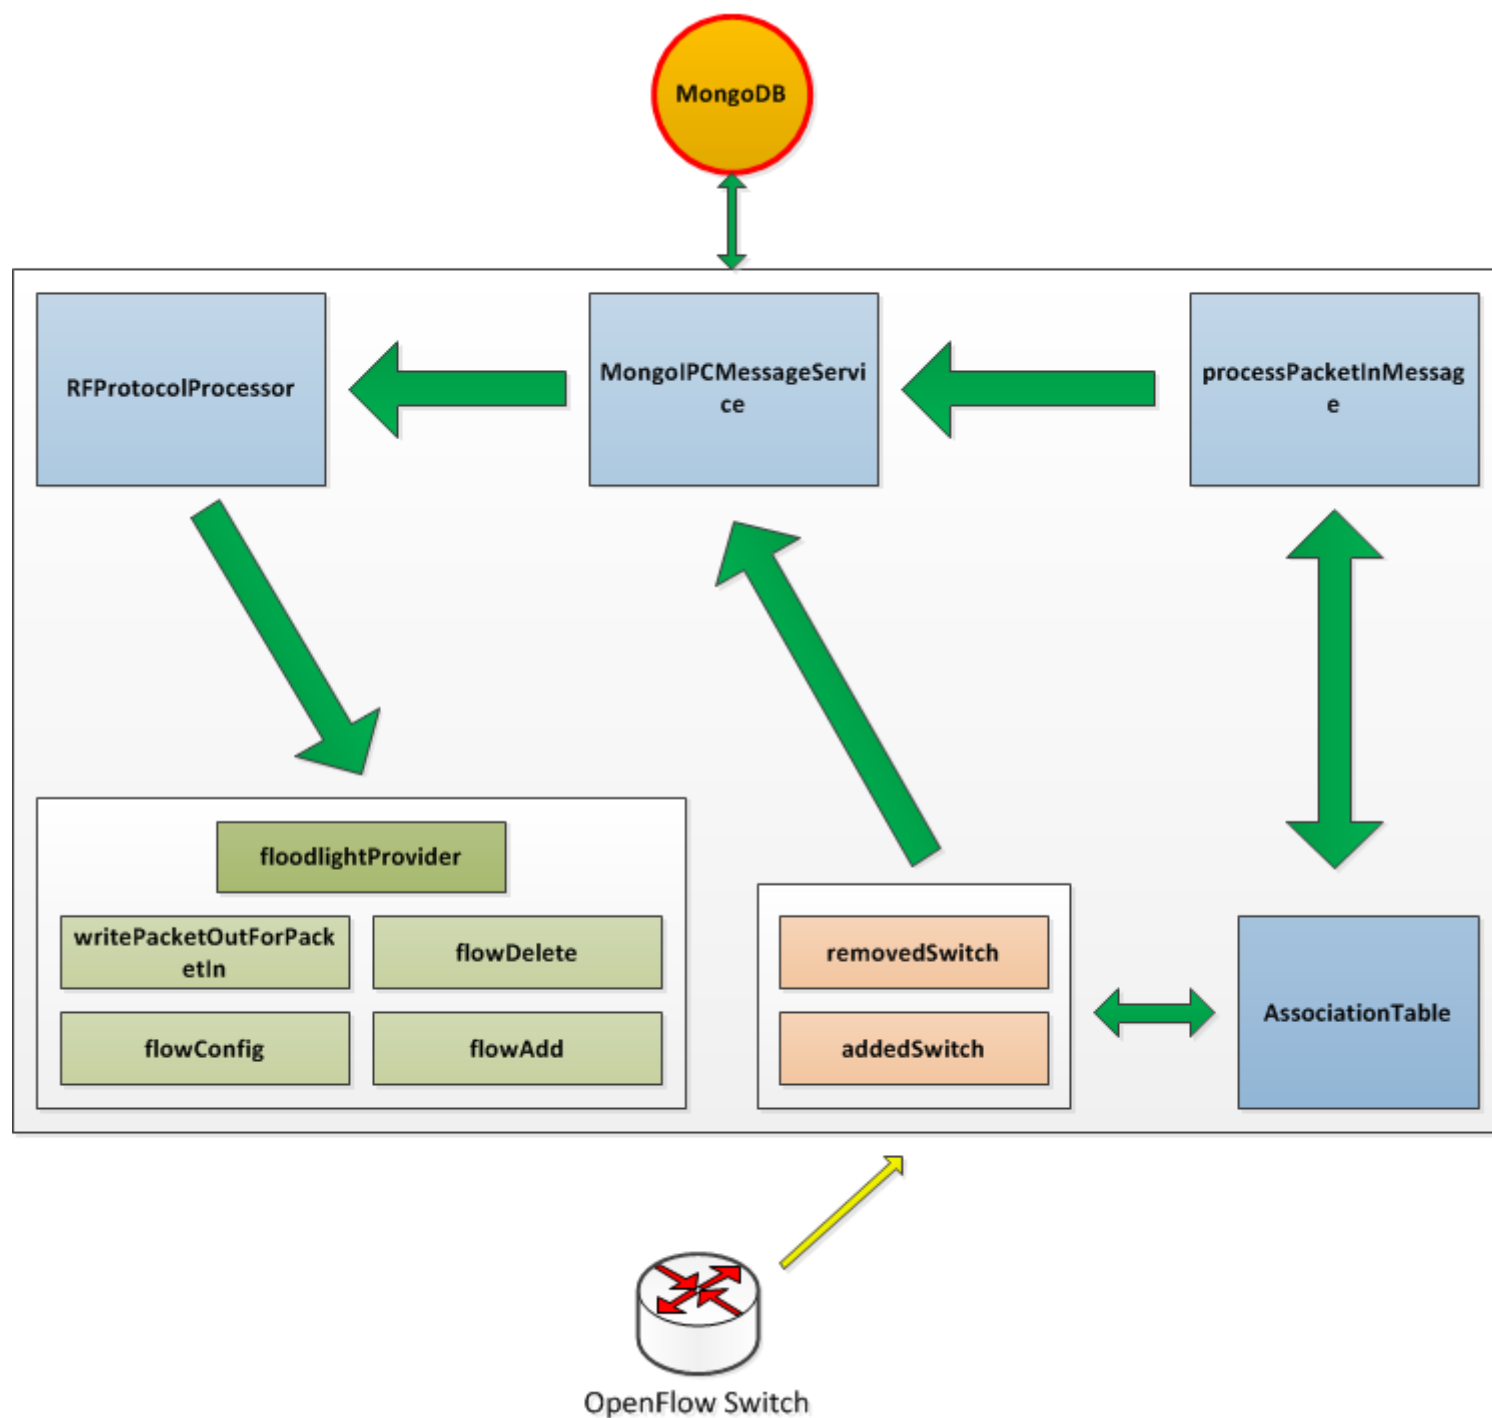 MongoDB
RFProtocolProcessor
MongoIPCMessageServi
ce
processPacketInMessag
e
floodlightProvider
writePacketOutForPack
etIn
flowDelete
flowConfig
flowAdd
removedSwitch
addedSwitch
AssociationTable
OpenFlow Switch